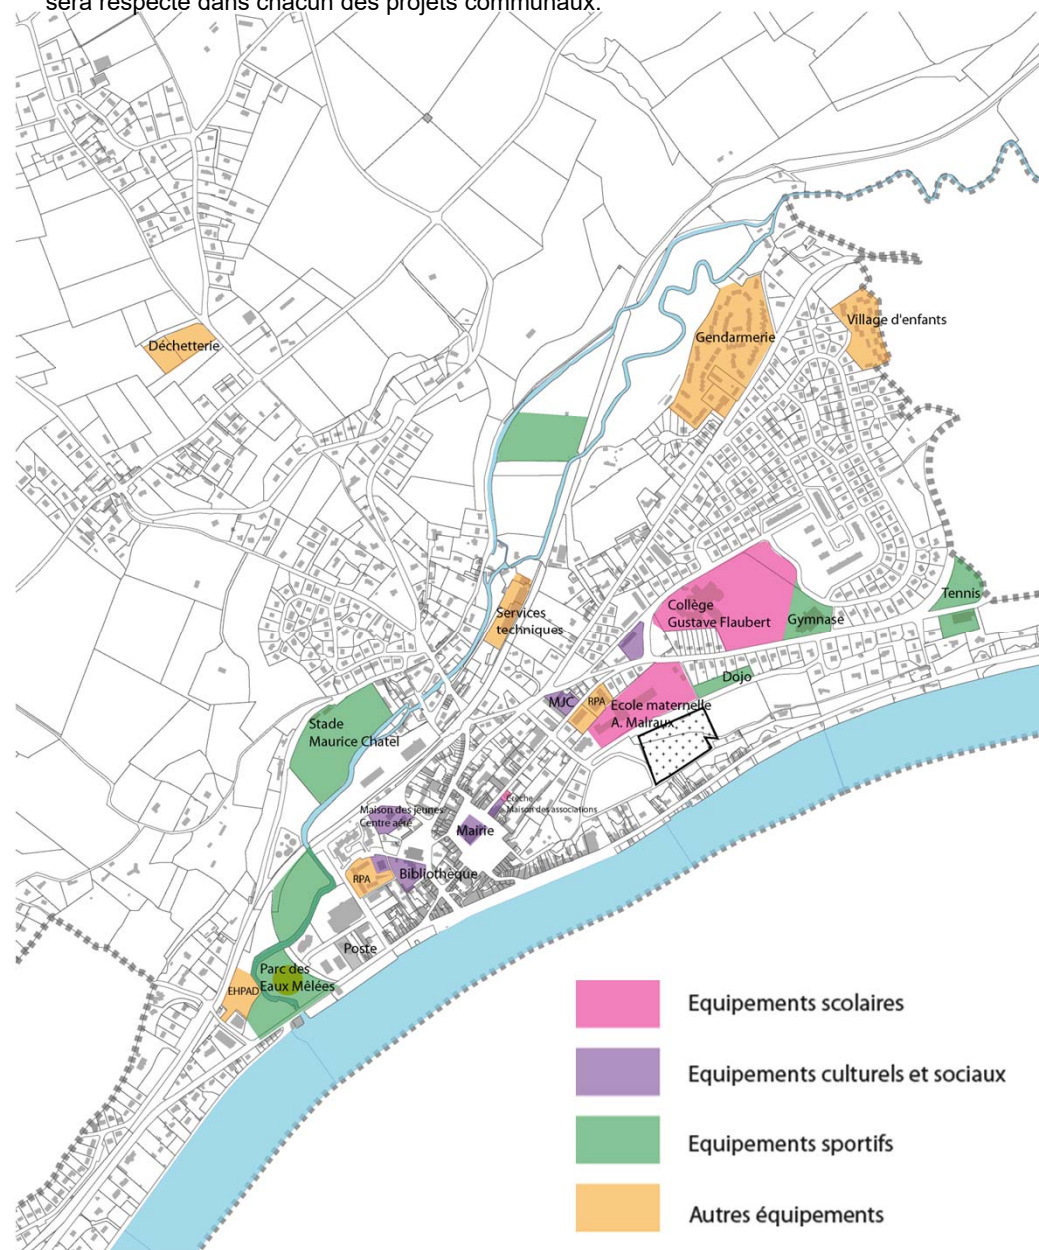 sera respecté dans chacun des projets communaux.
Village d'enfants
Gendarmerie
Déchetterie
Tennis
Collège
Gustave Flaubert
Gymnase
Services
techniques
Dojo
MJC
RPA
Ecole maternelle
A. Malraux
Stade
Maurice Chatel
Crèche
Maison des associations
Maison des jeunes
Centre aéré
Mairie
Bibliothèque
RPA
Poste
Parc des
Eaux Mêlées
EHPAD
Equipements scolaires
Equipements culturels et sociaux
Equipements sportifs
Autres équipements